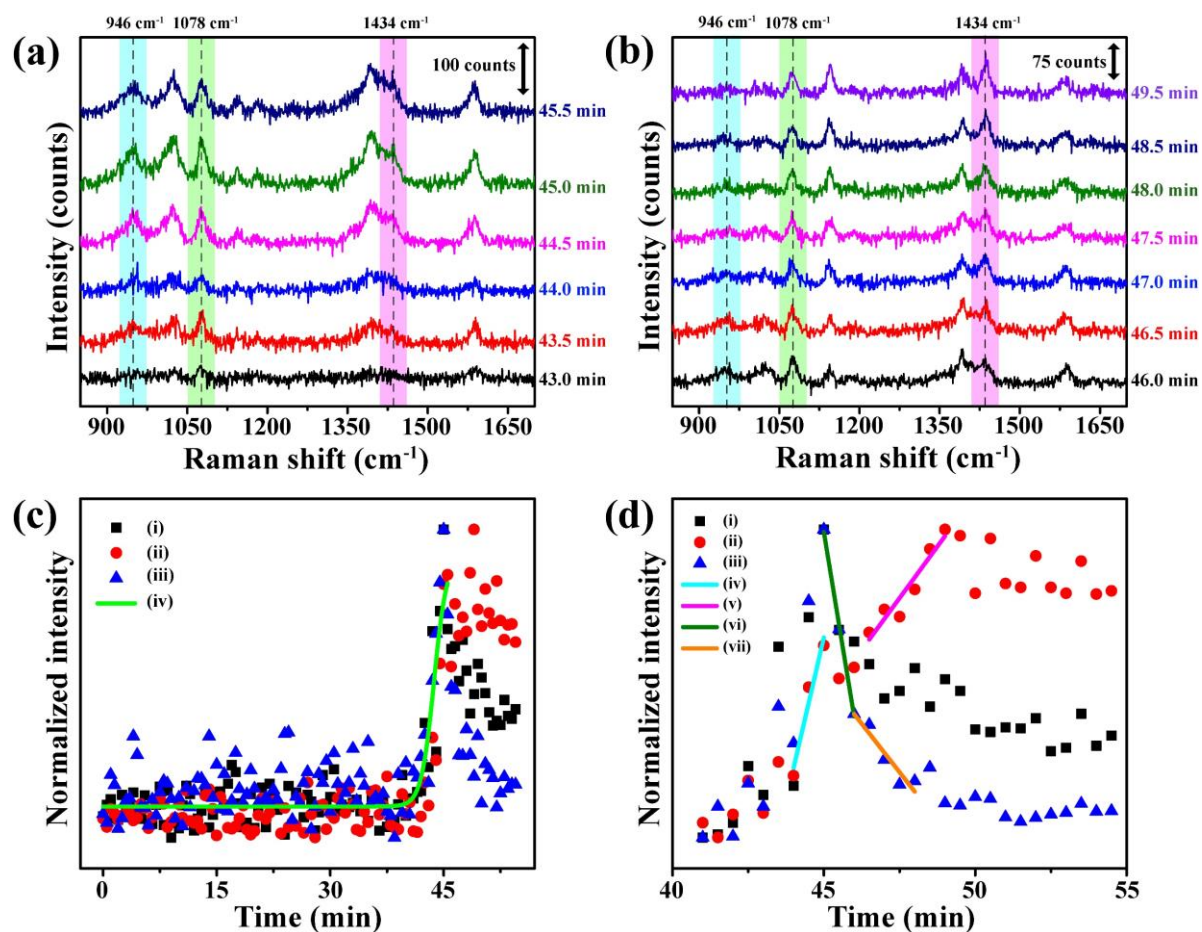 (a)
946 cm⁻¹ 1078 cm⁻¹ 1434 cm⁻¹
100 counts
45.5 min
45.0 min
44.5 min
44.0 min
43.5 min
43.0 min
Intensity (counts)
900 1050 1200 1350 1500 1650
Raman shift (cm⁻¹)
(b)
946 cm⁻¹ 1078 cm⁻¹ 1434 cm⁻¹
75 counts
49.5 min
48.5 min
48.0 min
47.5 min
47.0 min
46.5 min
46.0 min
Intensity (counts)
900 1050 1200 1350 1500 1650
Raman shift (cm⁻¹)
(c)
(i)
(ii)
(iii)
(iv)
Normalized intensity
0 15 30 45
Time (min)
(d)
(i)
(ii)
(iii)
(iv)
(v)
(vi)
(vii)
Normalized intensity
40 45 50 55
Time (min)